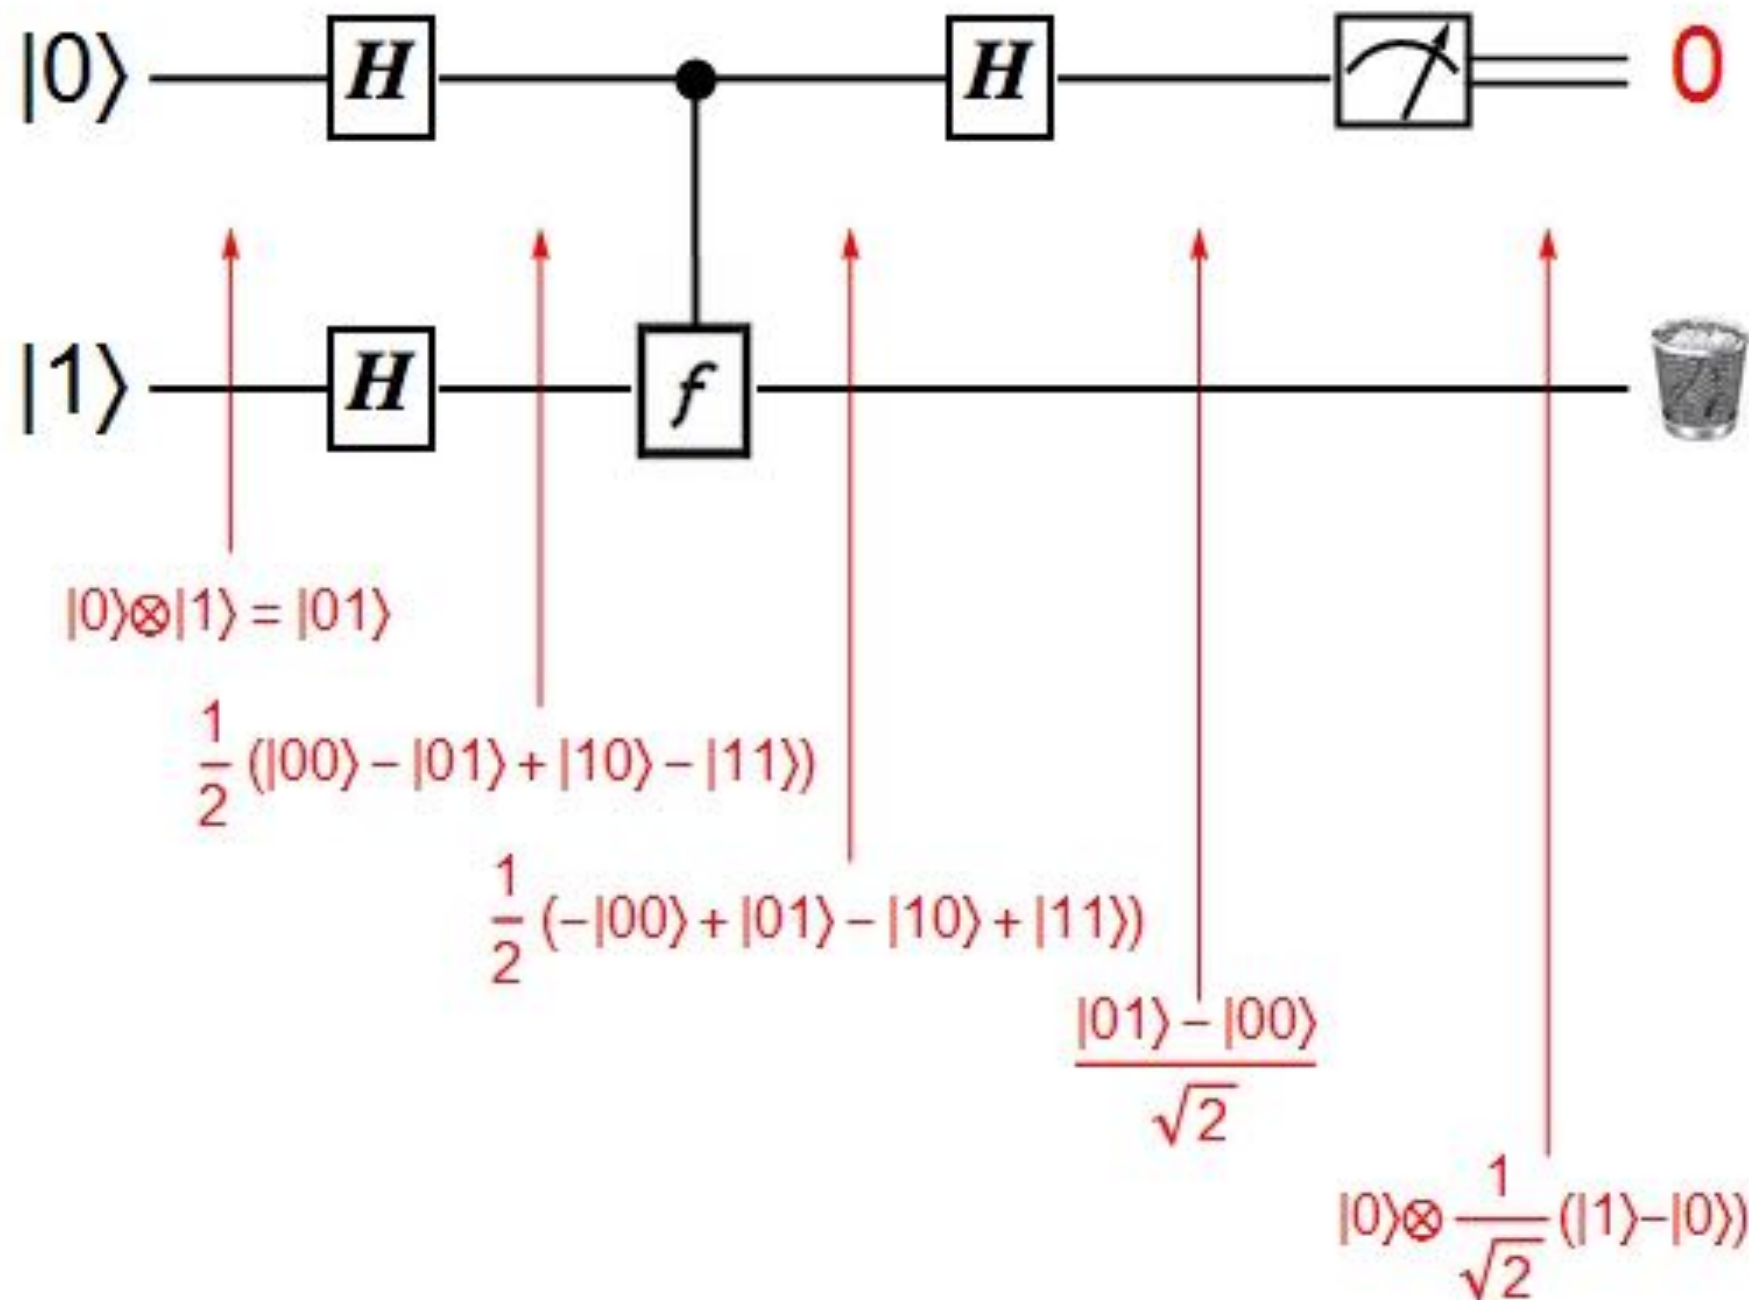 |0⟩ H H 0
|1⟩ H f
|0⟩⊗|1⟩ = |01⟩
1/2 (|00⟩ − |01⟩ + |10⟩ − |11⟩)
1/2 (−|00⟩ + |01⟩ − |10⟩ + |11⟩)
|01⟩ − |00⟩ / √2
|0⟩⊗ 1/√2 (|1⟩−|0⟩)